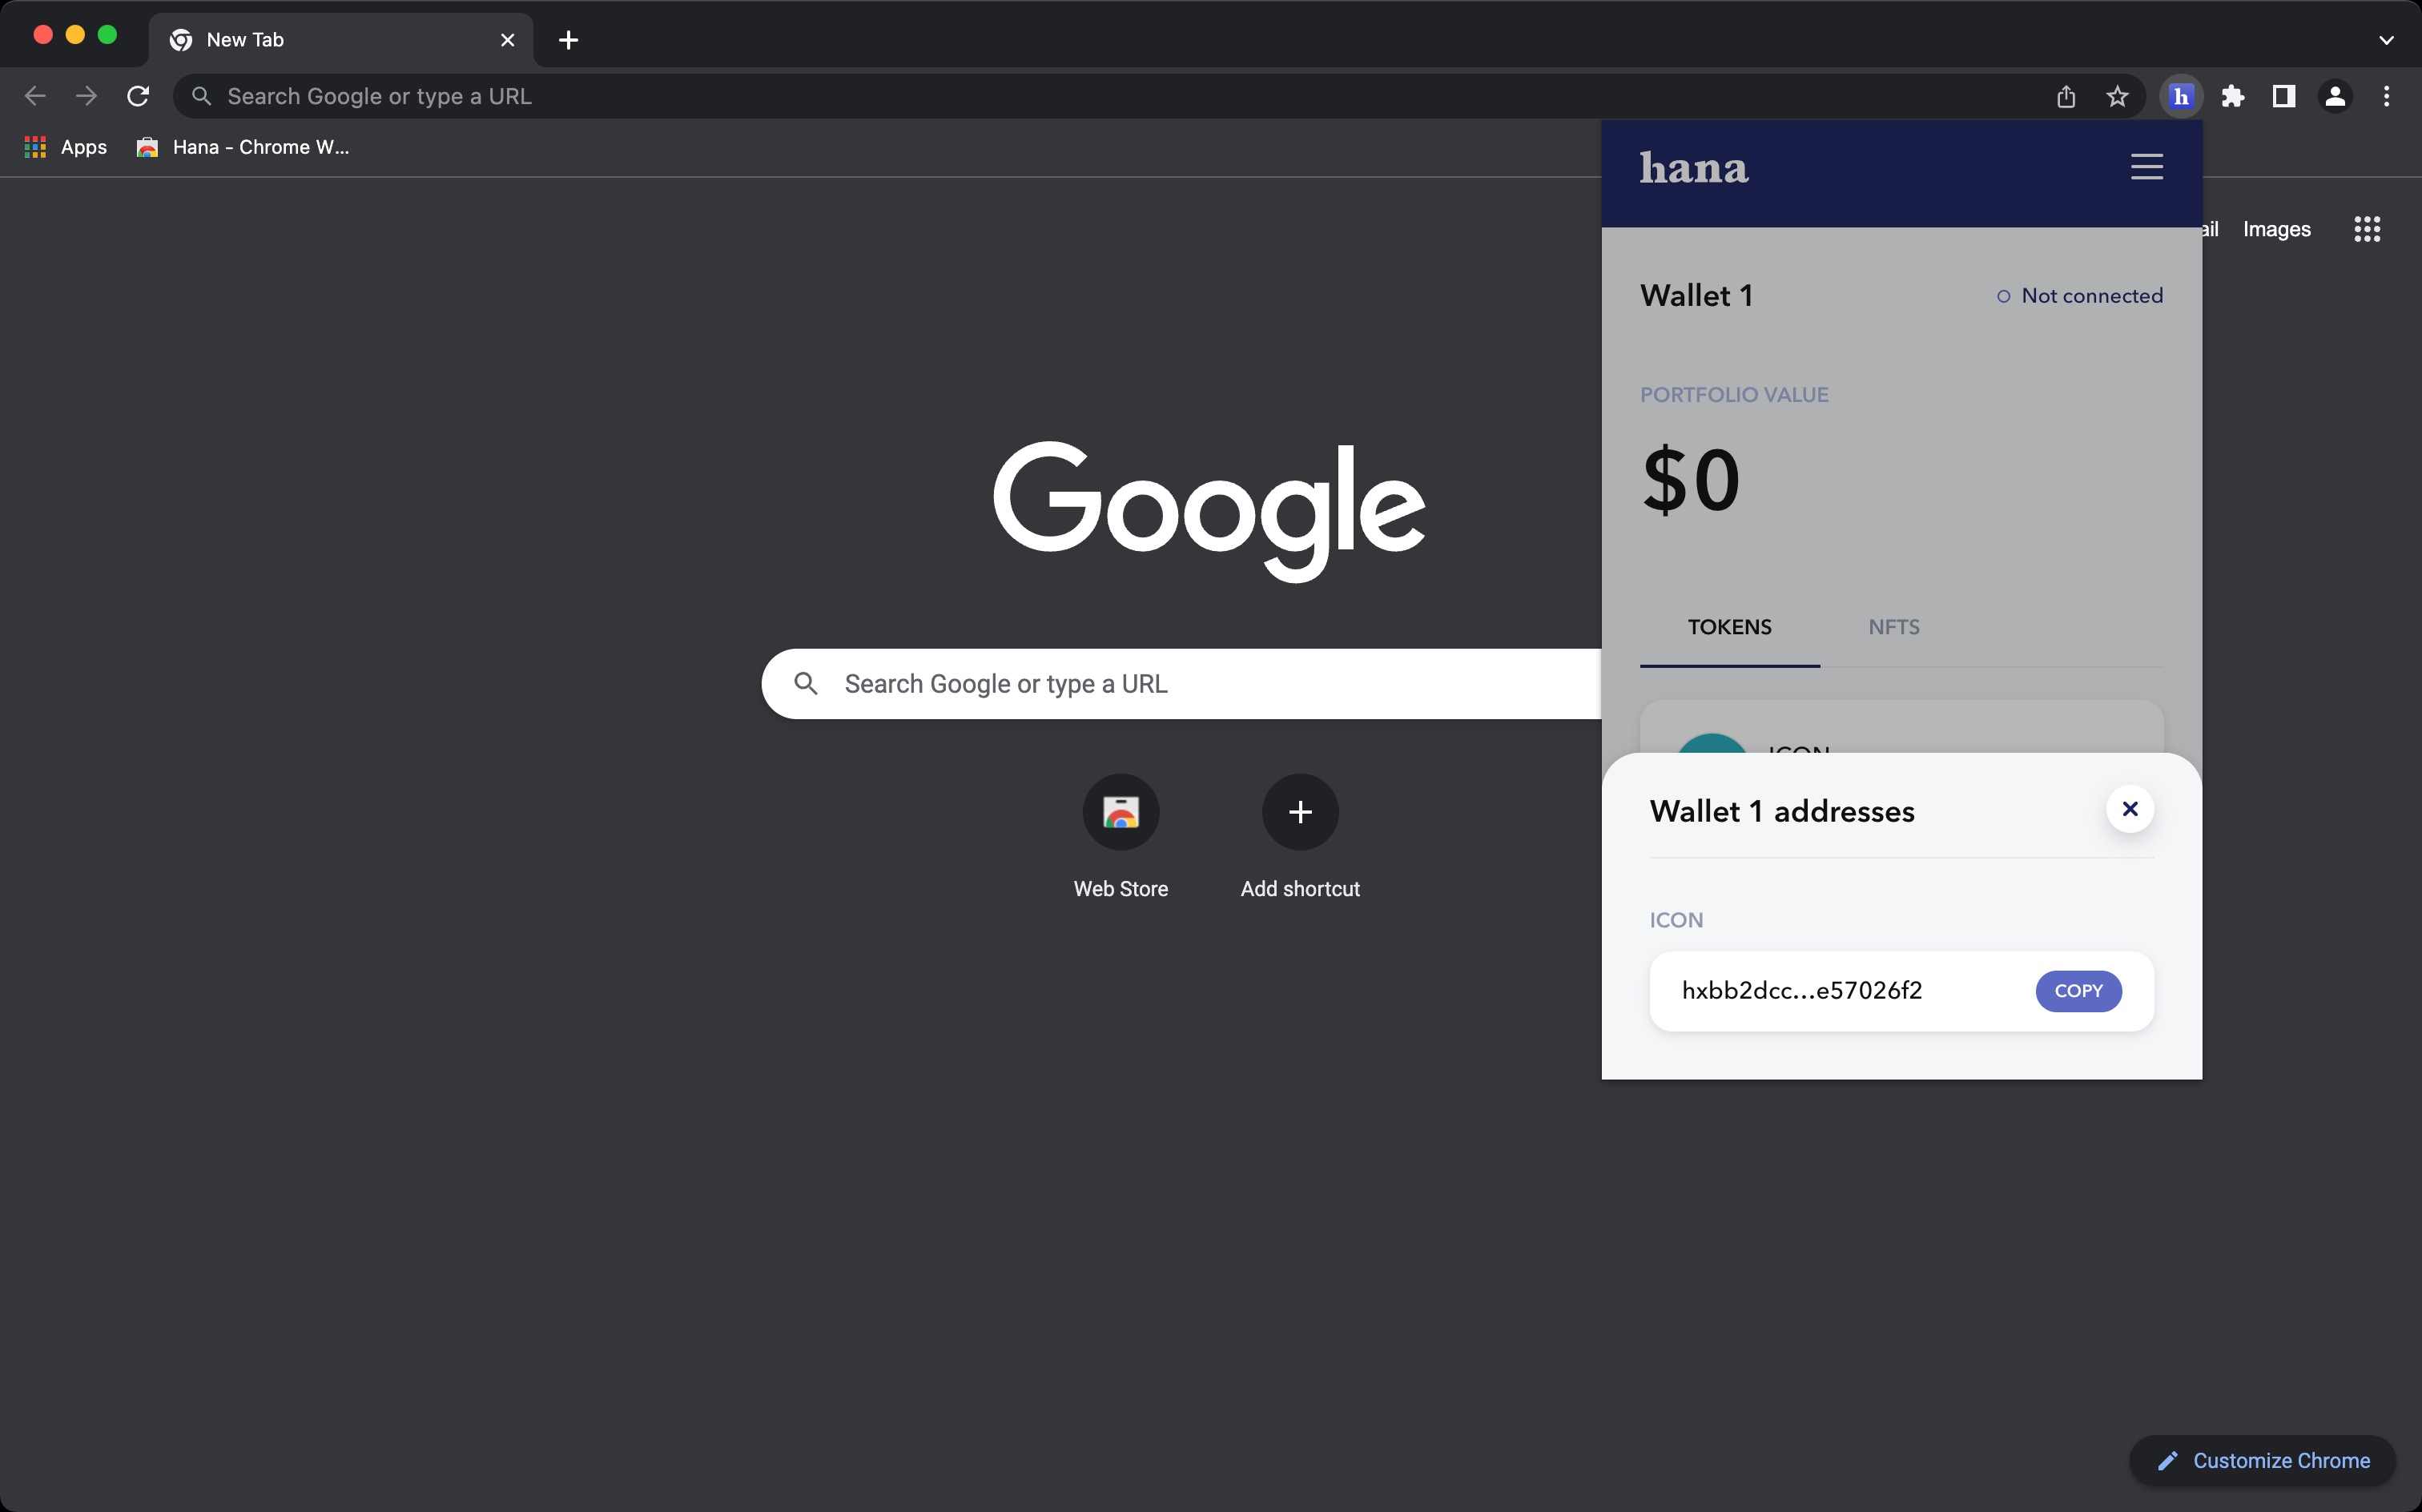 New Tab
Search Google or type a URL
h
Apps
Hana - Chrome W...
hana
ail
Images
Wallet 1
Not connected
PORTFOLIO VALUE
$0
Google
TOKENS
NFTS
Search Google or type a URL
ICON
Wallet 1 addresses
Web Store
Add shortcut
ICON
hxbb2dcc...e57026f2
COPY
Customize Chrome